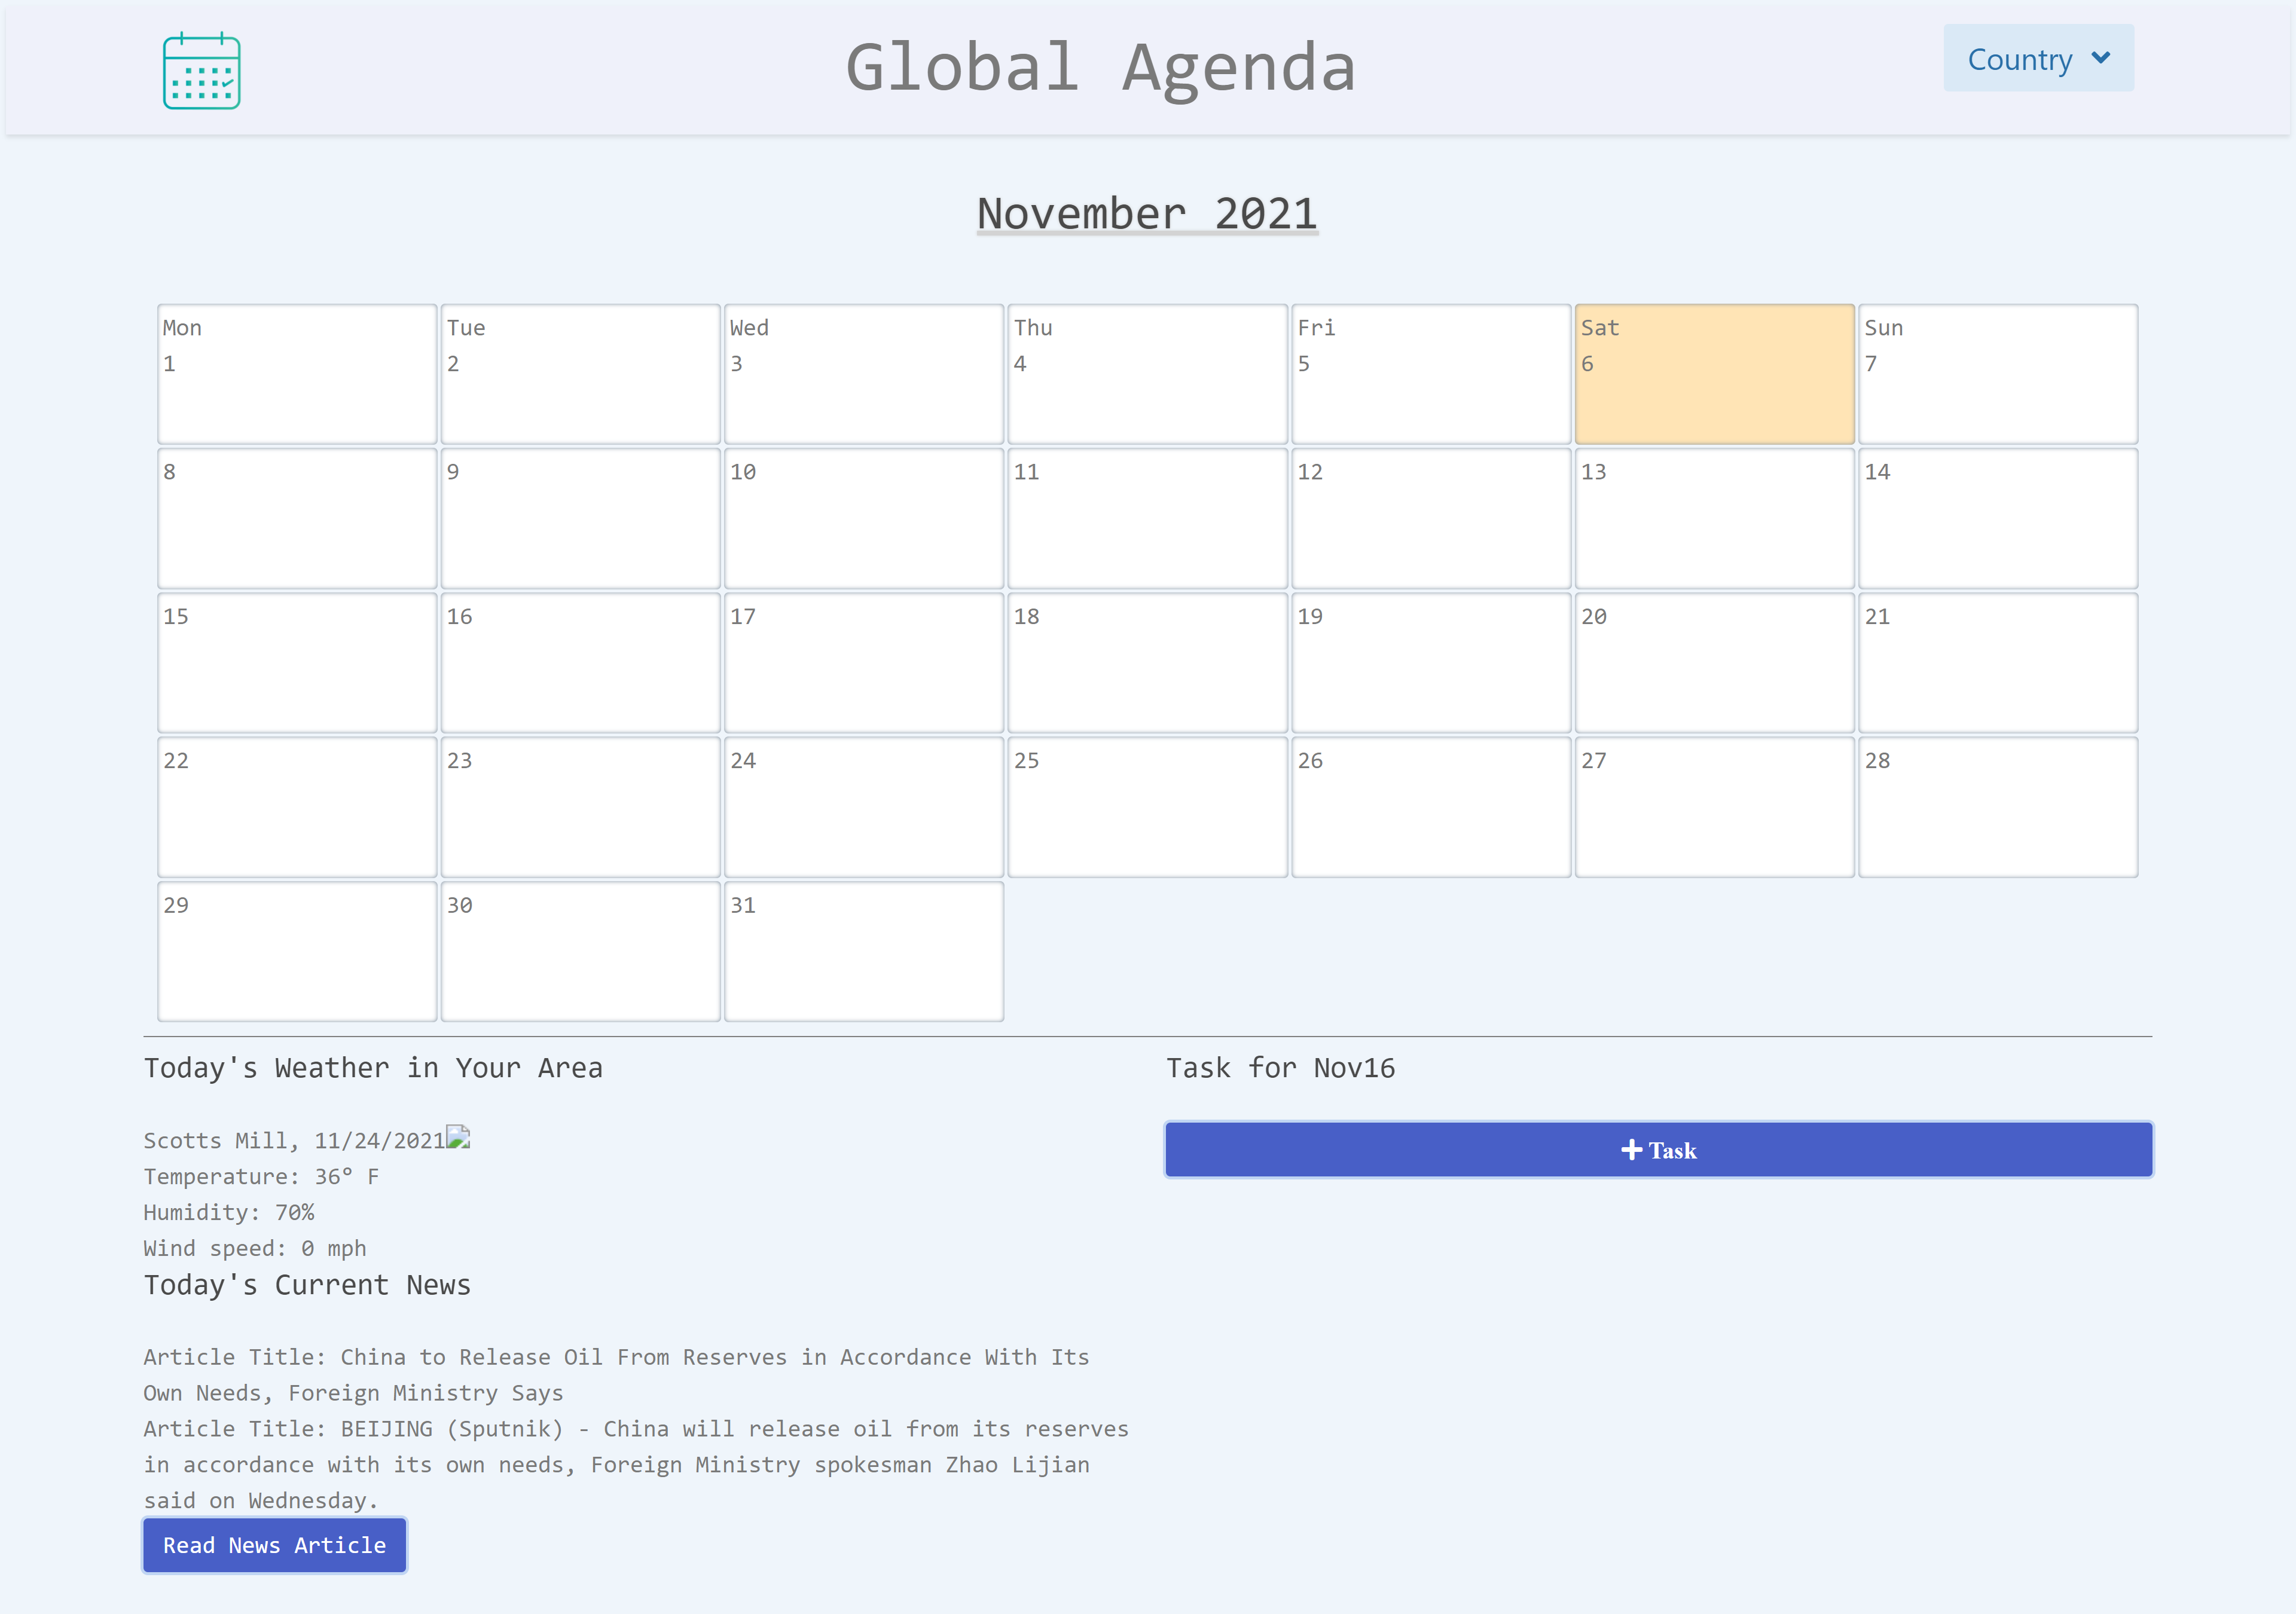 Global Agenda
Country
November 2021
Mon Tue Wed Thu Fri Sat Sun
1 2 3 4 5 6 7
8 9 10 11 12 13 14
15 16 17 18 19 20 21
22 23 24 25 26 27 28
29 30 31
Today's Weather in Your Area
Scotts Mill, 11/24/2021
Temperature: 36° F
Humidity: 70%
Wind speed: 0 mph
Today's Current News
Article Title: China to Release Oil From Reserves in Accordance With Its
Own Needs, Foreign Ministry Says
Article Title: BEIJING (Sputnik) - China will release oil from its reserves
in accordance with its own needs, Foreign Ministry spokesman Zhao Lijian
said on Wednesday.
Read News Article
Task for Nov16
+ Task